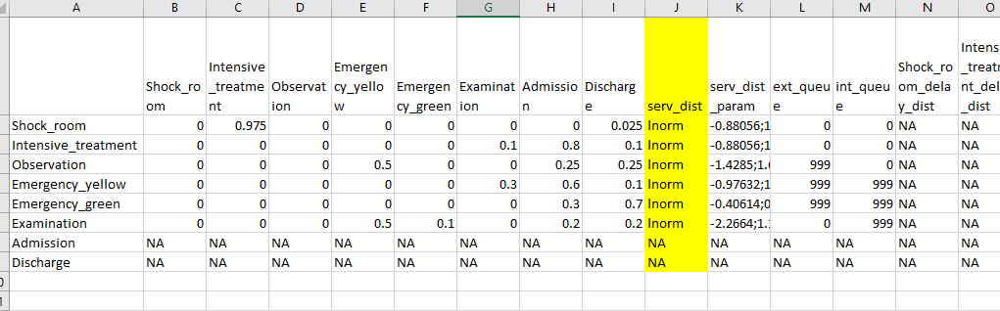 A B C D E F G H I J K L M N O
Intens
Intensive Emergen Shock_ro _treatr
Shock_ro _treatme Observat cy_yello Emergen Examinat Admissio Discharg serv_dist ext_queu int_queu om_dela nt_del
om nt ion w cy_green ion n e serv_dist _param e e y_dist _dist
Shock_room 0 0.975 0 0 0 0 0 0.025 lnorm -0.88056;1 0 0 NA NA
Intensive_treatment 0 0 0 0 0 0.1 0.8 0.1 lnorm -0.88056;1 0 0 NA NA
Observation 0 0 0 0.5 0 0 0.25 0.25 lnorm -1.4285;1. 999 0 NA NA
Emergency_yellow 0 0 0 0 0 0.3 0.6 0.1 lnorm -0.97632;1 999 999 NA NA
Emergency_green 0 0 0 0 0 0 0.3 0.7 lnorm -0.40614;0 999 999 NA NA
Examination 0 0 0 0.5 0.1 0 0.2 0.2 lnorm -2.2664;1. 0 999 NA NA
Admission NA NA NA NA NA NA NA NA NA NA NA NA NA NA
Discharge NA NA NA NA NA NA NA NA NA NA NA NA NA NA